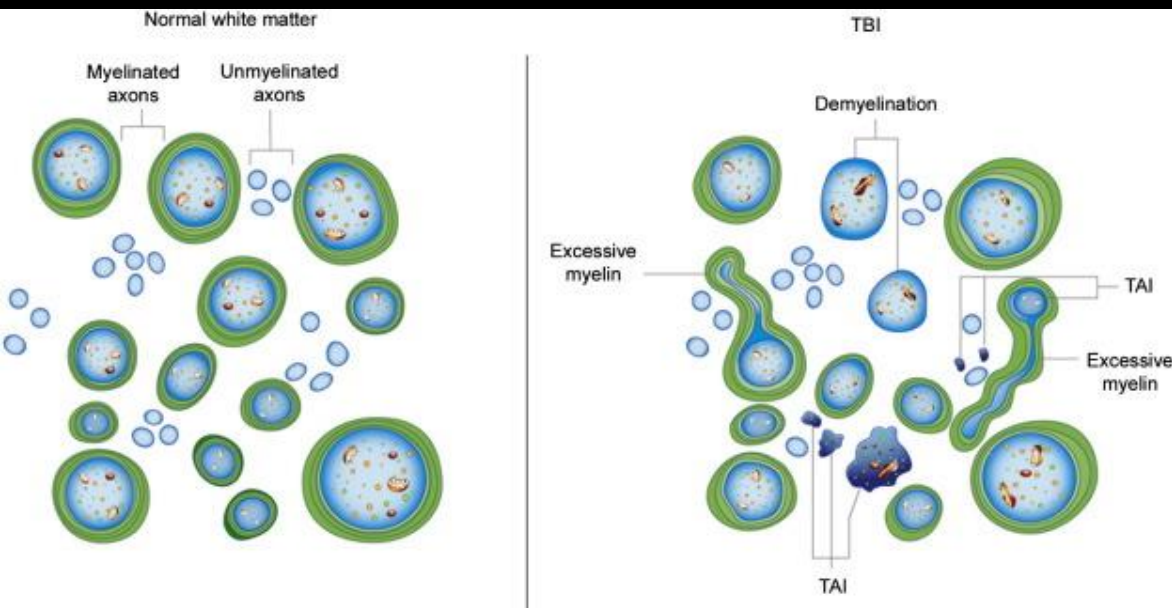 Normal white matter
TBI
Myelinated
axons
Unmyelinated
axons
Demyelination
Excessive
myelin
TAI
Excessive
myelin
TAI